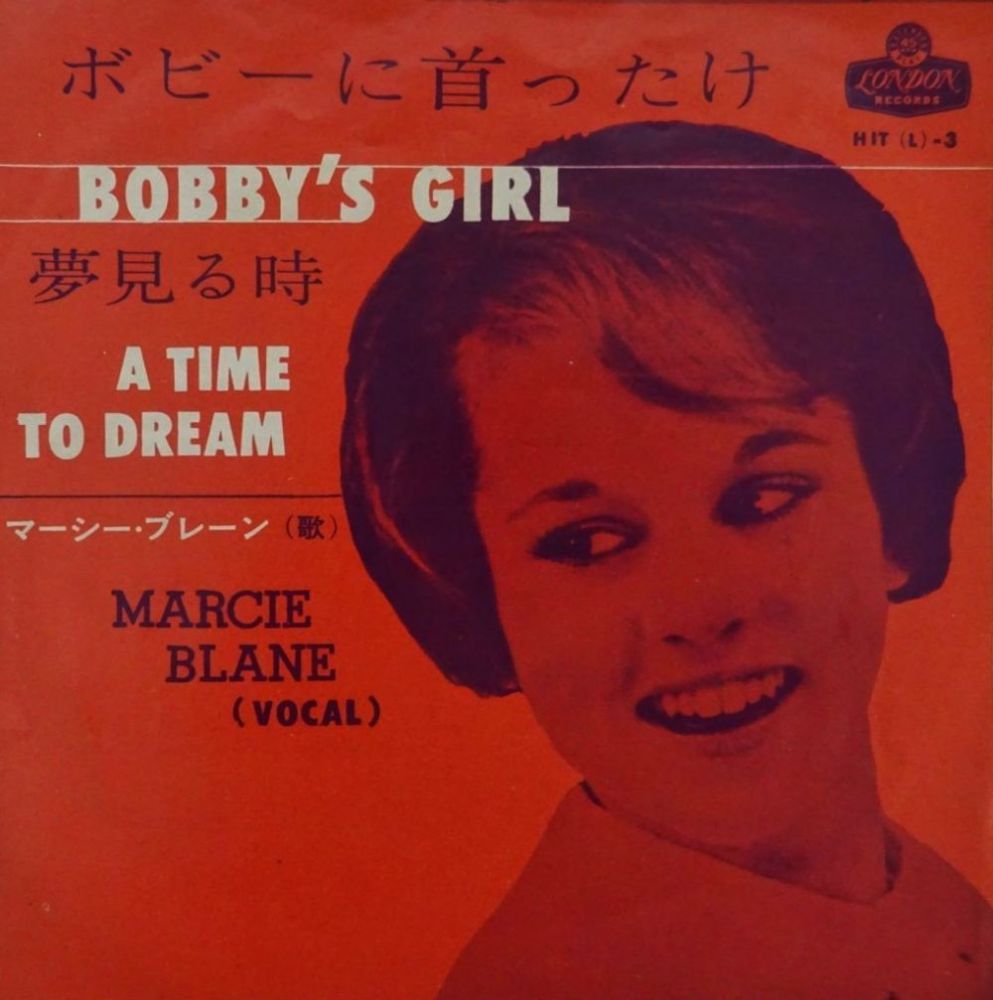 ボビーに首ったけ
LONDON
RECORDS
HIT (L)-3
BOBBY'S GIRL
夢見る時
A TIME
TO DREAM
マーシー・ブレーン（歌）
MARCIE
BLANE
(VOCAL)